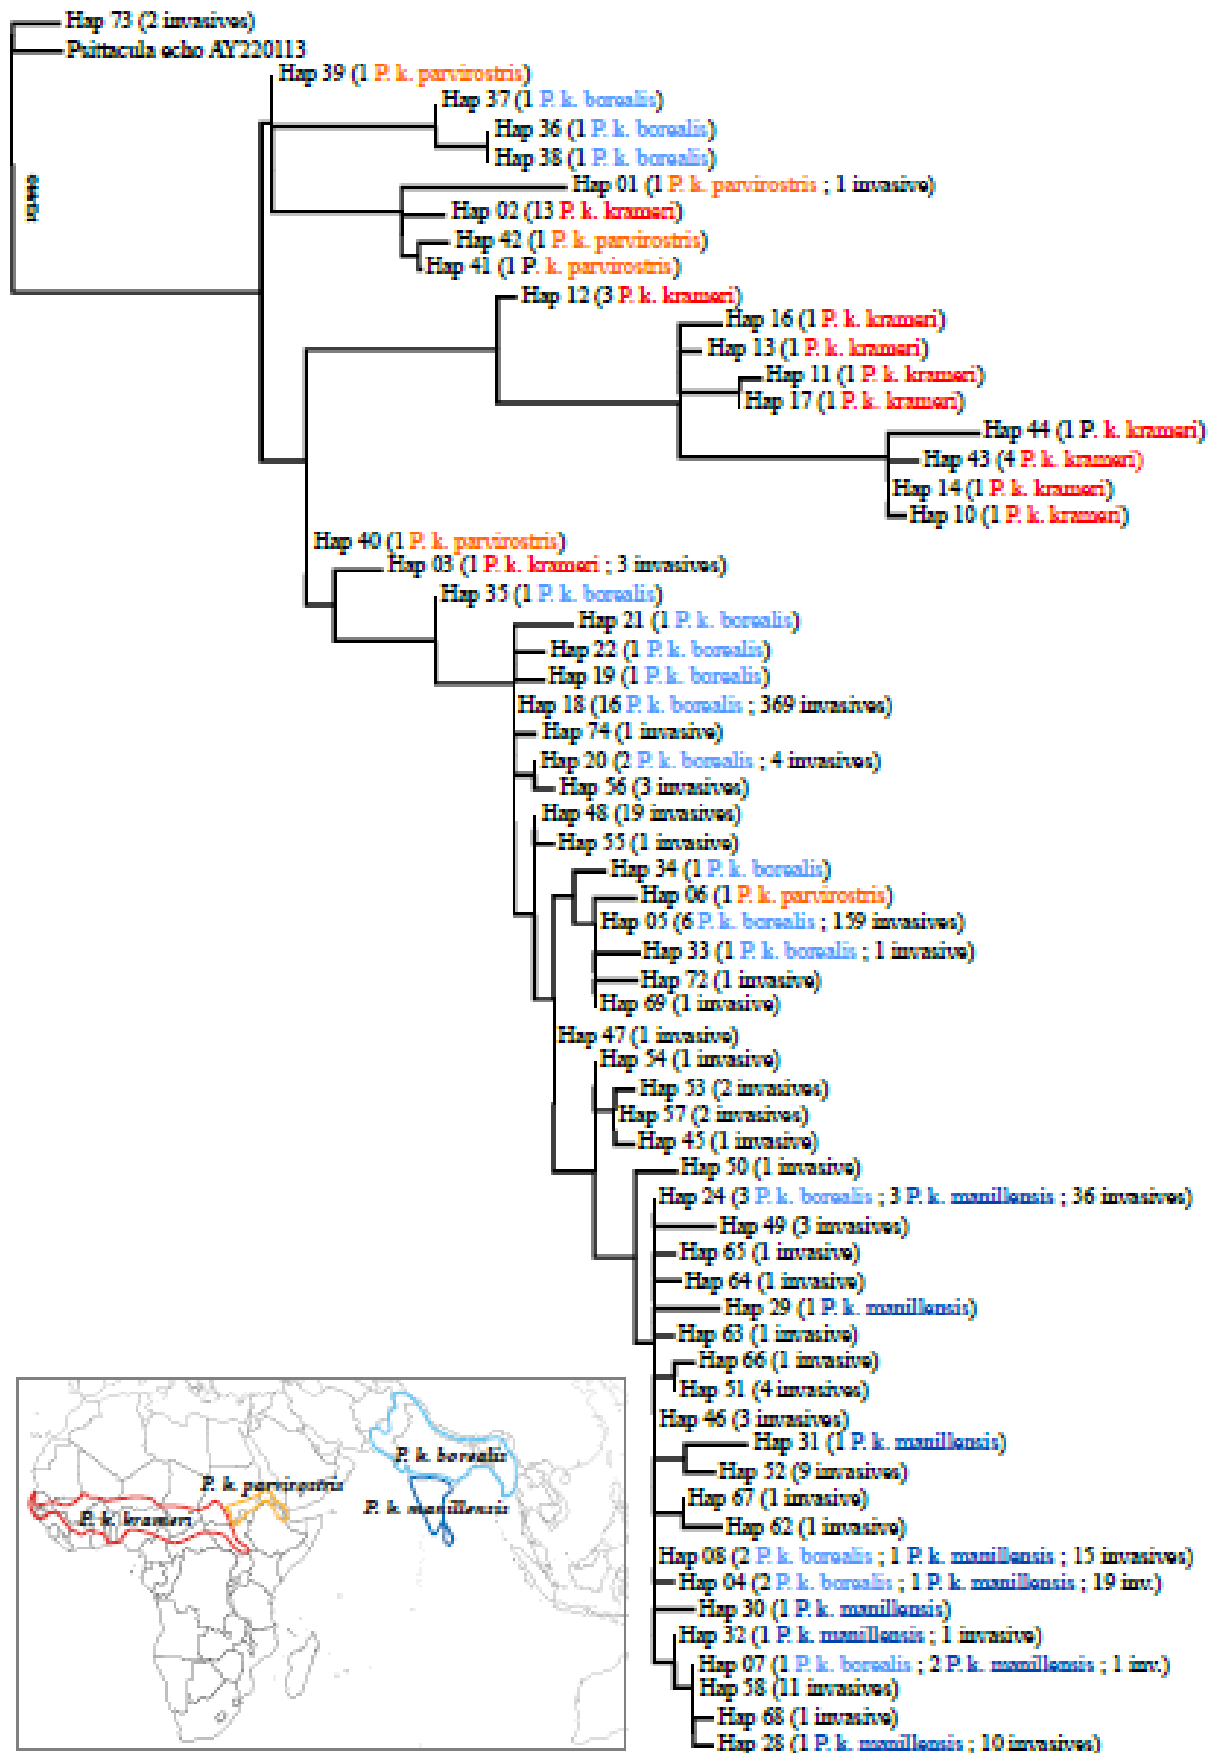 Hap 73 (2 invasives)
Psittacula echo AY220113
Hap 39 (1 P. k. parvirostris)
Hap 37 (1 P. k. borealis)
Hap 36 (1 P. k. borealis)
Hap 38 (1 P. k. borealis)
Hap 01 (1 P. k. parvirostris ; 1 invasive)
Hap 02 (13 P. k. krameri)
Hap 42 (1 P. k. parvirostris)
Hap 41 (1 P. k. parvirostris)
Hap 12 (3 P. k. krameri)
Hap 16 (1 P. k. krameri)
Hap 13 (1 P. k. krameri)
Hap 11 (1 P. k. krameri)
Hap 17 (1 P. k. krameri)
Hap 44 (1 P. k. krameri)
Hap 43 (4 P. k. krameri)
Hap 14 (1 P. k. krameri)
Hap 10 (1 P. k. krameri)
Hap 40 (1 P. k. parvirostris)
Hap 03 (1 P. k. krameri ; 3 invasives)
Hap 35 (1 P. k. borealis)
Hap 21 (1 P. k. borealis)
Hap 22 (1 P. k. borealis)
Hap 19 (1 P. k. borealis)
Hap 18 (16 P. k. borealis ; 369 invasives)
Hap 74 (1 invasive)
Hap 20 (2 P. k. borealis ; 4 invasives)
Hap 56 (3 invasives)
Hap 48 (19 invasives)
Hap 55 (1 invasive)
Hap 34 (1 P. k. borealis)
Hap 06 (1 P. k. parvirostris)
Hap 05 (6 P. k. borealis ; 159 invasives)
Hap 33 (1 P. k. borealis ; 1 invasive)
Hap 72 (1 invasive)
Hap 69 (1 invasive)
Hap 47 (1 invasive)
Hap 54 (1 invasive)
Hap 53 (2 invasives)
Hap 57 (2 invasives)
Hap 45 (1 invasive)
Hap 50 (1 invasive)
Hap 24 (3 P. k. borealis ; 3 P. k. manillensis ; 36 invasives)
Hap 49 (3 invasives)
Hap 65 (1 invasive)
Hap 64 (1 invasive)
Hap 29 (1 P. k. manillensis)
Hap 63 (1 invasive)
Hap 66 (1 invasive)
Hap 51 (4 invasives)
Hap 46 (3 invasives)
Hap 31 (1 P. k. manillensis)
Hap 52 (9 invasives)
Hap 67 (1 invasive)
Hap 62 (1 invasive)
Hap 08 (2 P. k. borealis ; 1 P. k. manillensis ; 15 invasives)
Hap 04 (2 P. k. borealis ; 1 P. k. manillensis ; 19 inv.)
Hap 30 (1 P. k. manillensis)
Hap 32 (1 P. k. manillensis ; 1 invasive)
Hap 07 (1 P. k. borealis ; 2 P. k. manillensis ; 1 inv.)
Hap 58 (11 invasives)
Hap 68 (1 invasive)
Hap 28 (1 P. k. manillensis ; 10 invasives)
P. k. borealis
P. k. parvirostris
P. k. manillensis
P. k. krameri